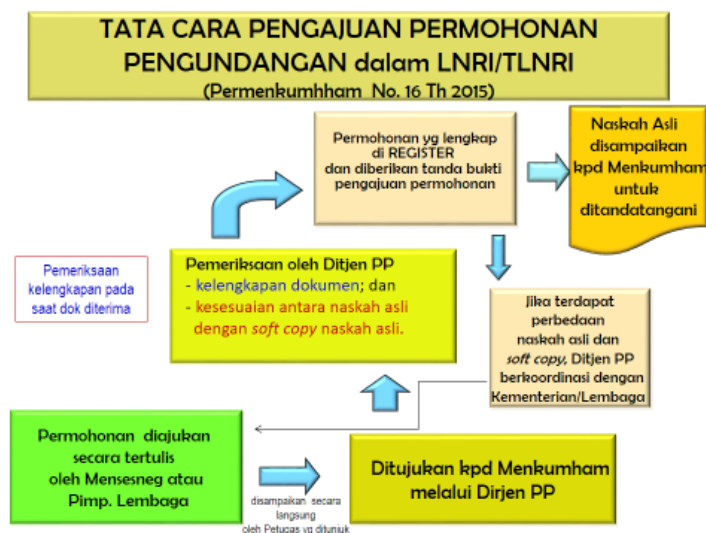 TATA CARA PENGAJUAN PERMOHONAN
PENGUNDANGAN dalam LNRI/TLNRI
(Permenkumhham No. 16 Th 2015)
Permohonan yg lengkap
di REGISTER
dan diberikan tanda bukti
pengajuan permohonan
Naskah Asli
disampaikan
kpd Menkumham
untuk
ditandatangani
Pemeriksaan
kelengkapan pada
saat dok diterima
Pemeriksaan oleh Ditjen PP
- kelengkapan dokumen; dan
- kesesuaian antara naskah asli
dengan soft copy naskah asli.
Jika terdapat
perbedaan
naskah asli dan
soft copy, Ditjen PP
berkoordinasi dengan
Kementerian/Lembaga
Permohonan diajukan
secara tertulis
oleh Mensesneg atau
Pimp. Lembaga
disampaikan secara
langsung
oleh Petugas yg ditunjuk
Ditujukan kpd Menkumham
melalui Dirjen PP